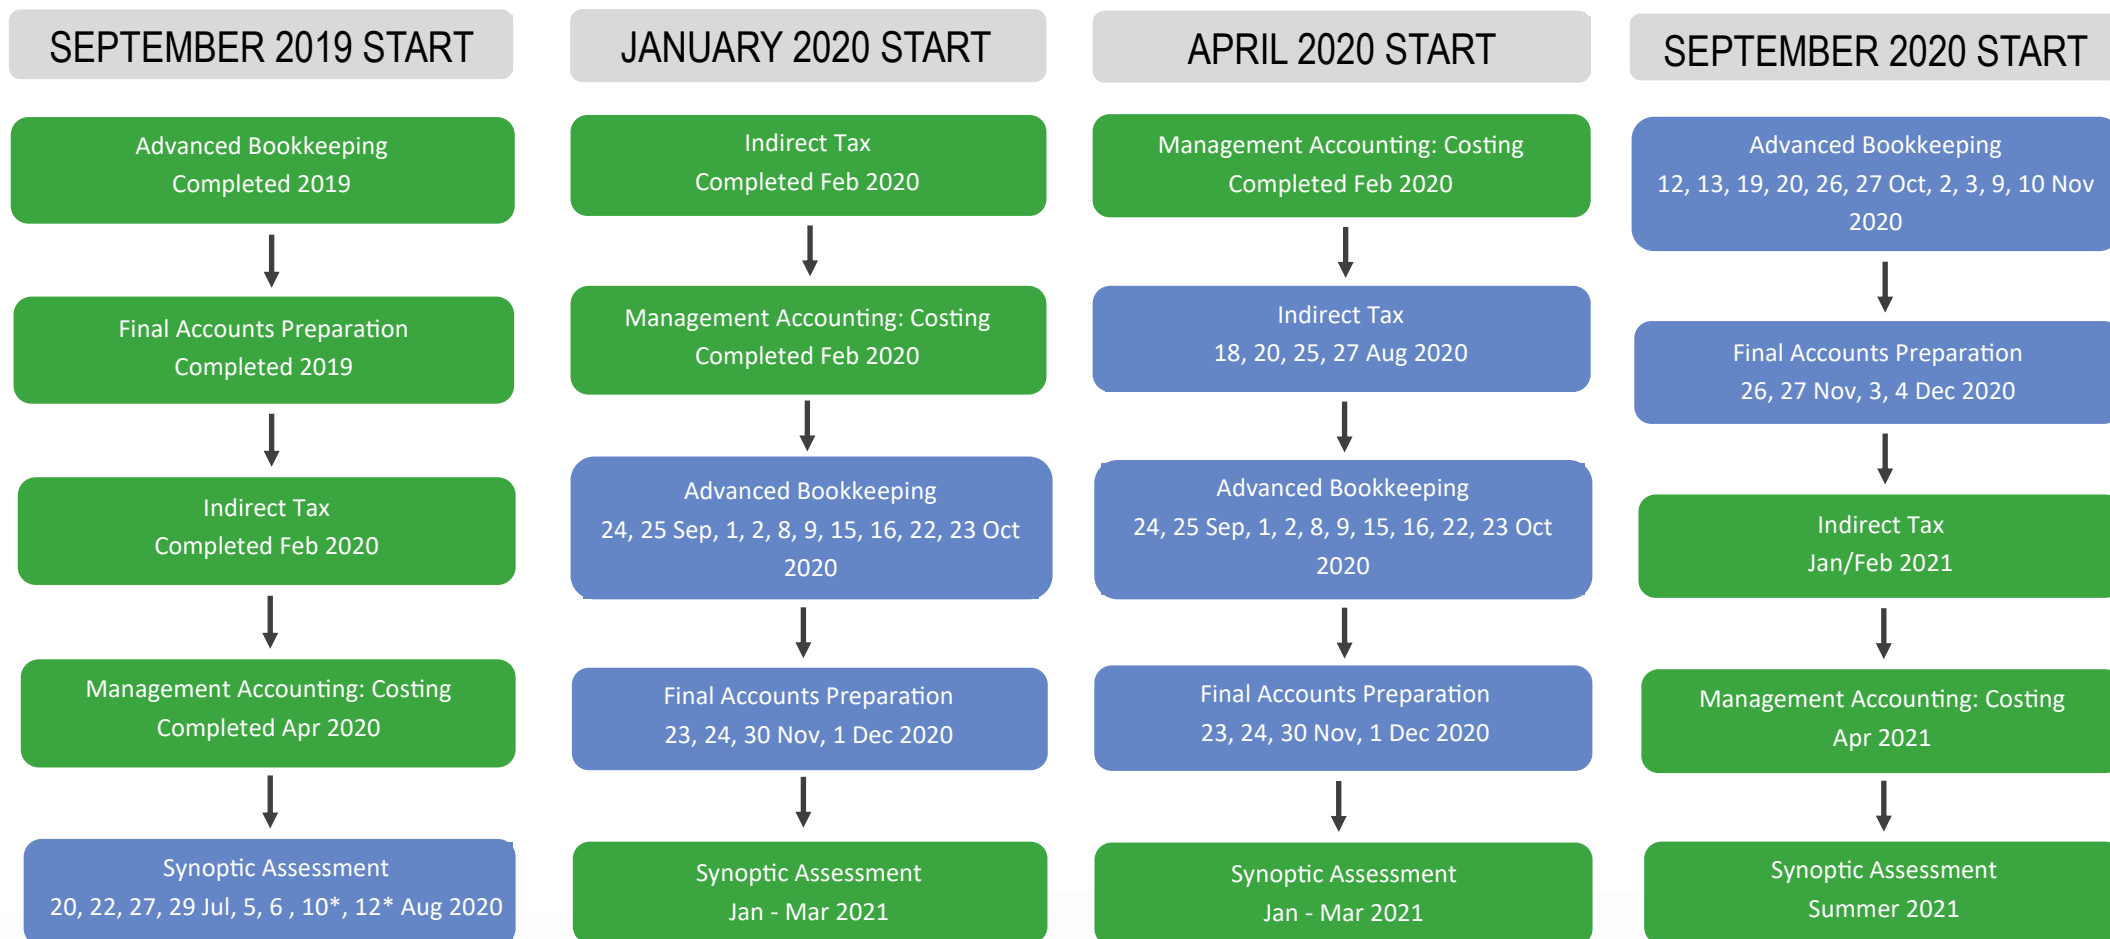 SEPTEMBER 2019 START
Advanced Bookkeeping
Completed 2019
Final Accounts Preparation
Completed 2019
Indirect Tax
Completed Feb 2020
Management Accounting: Costing
Completed Apr 2020
Synoptic Assessment
20, 22, 27, 29 Jul, 5, 6 , 10*, 12* Aug 2020
JANUARY 2020 START
Indirect Tax
Completed Feb 2020
Management Accounting: Costing
Completed Feb 2020
Advanced Bookkeeping
24, 25 Sep, 1, 2, 8, 9, 15, 16, 22, 23 Oct
2020
Final Accounts Preparation
23, 24, 30 Nov, 1 Dec 2020
Synoptic Assessment
Jan - Mar 2021
APRIL 2020 START
Management Accounting: Costing
Completed Feb 2020
Indirect Tax
18, 20, 25, 27 Aug 2020
Advanced Bookkeeping
24, 25 Sep, 1, 2, 8, 9, 15, 16, 22, 23 Oct
2020
Final Accounts Preparation
23, 24, 30 Nov, 1 Dec 2020
Synoptic Assessment
Jan - Mar 2021
SEPTEMBER 2020 START
Advanced Bookkeeping
12, 13, 19, 20, 26, 27 Oct, 2, 3, 9, 10 Nov
2020
Final Accounts Preparation
26, 27 Nov, 3, 4 Dec 2020
Indirect Tax
Jan/Feb 2021
Management Accounting: Costing
Apr 2021
Synoptic Assessment
Summer 2021